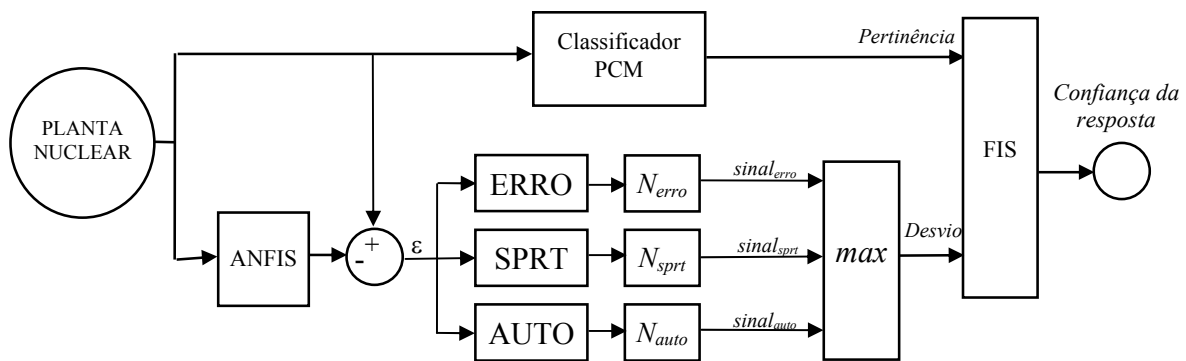 Classificador
PCM
Pertinência
Confiança da
resposta
PLANTA
NUCLEAR
FIS
ERRO
N_erro
sinal_erro
+
-
ε
ANFIS
SPRT
N_sprt
sinal_sprt
max
Desvio
AUTO
N_auto
sinal_auto